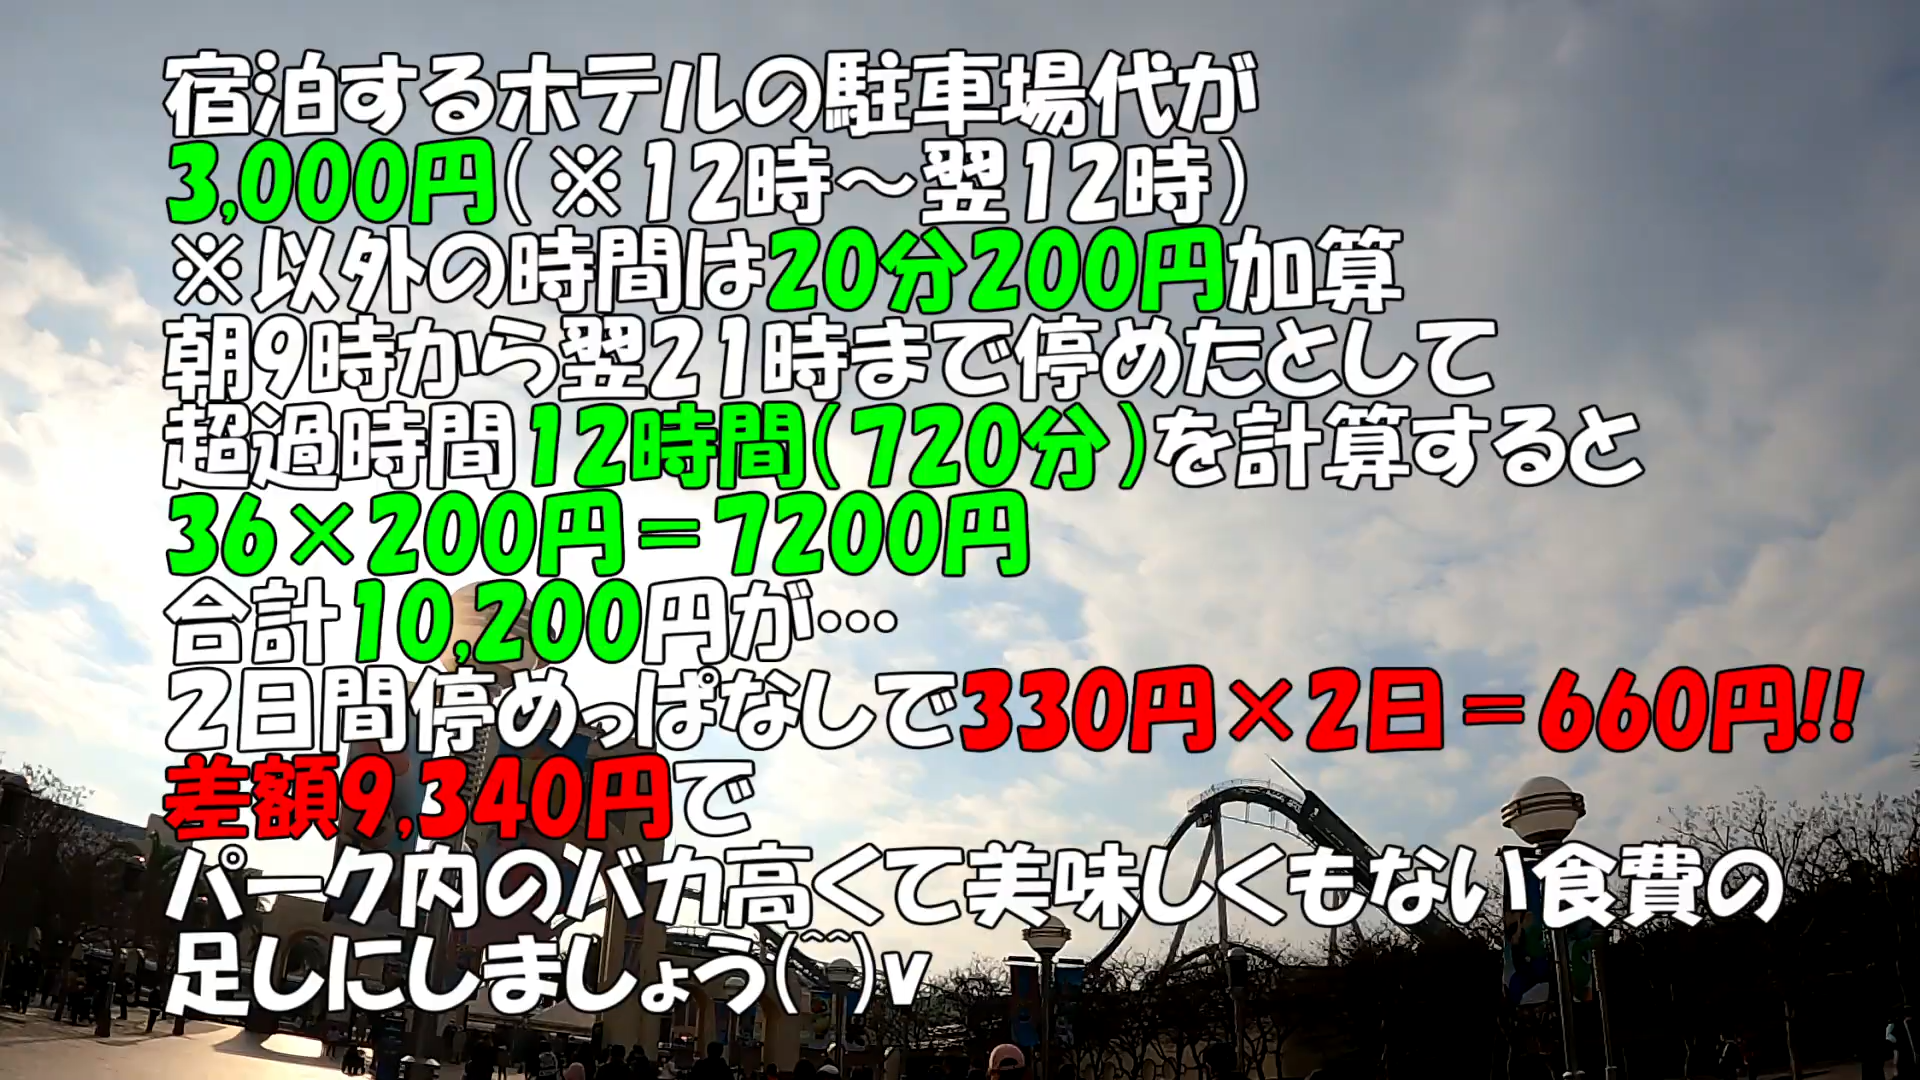 宿泊するホテルの駐車場代が
3,000円(※12時～翌12時)
※以外の時間は20分200円加算
朝9時から翌21時まで停めたとして
超過時間12時間(720分)を計算すると
36×200円＝7200円
合計10,200円が…
2日間停めっぱなしで330円×2日＝660円!!
差額9,340円で
パーク内のバカ高くて美味しくもない食費の
足しにしましょう(^^)v